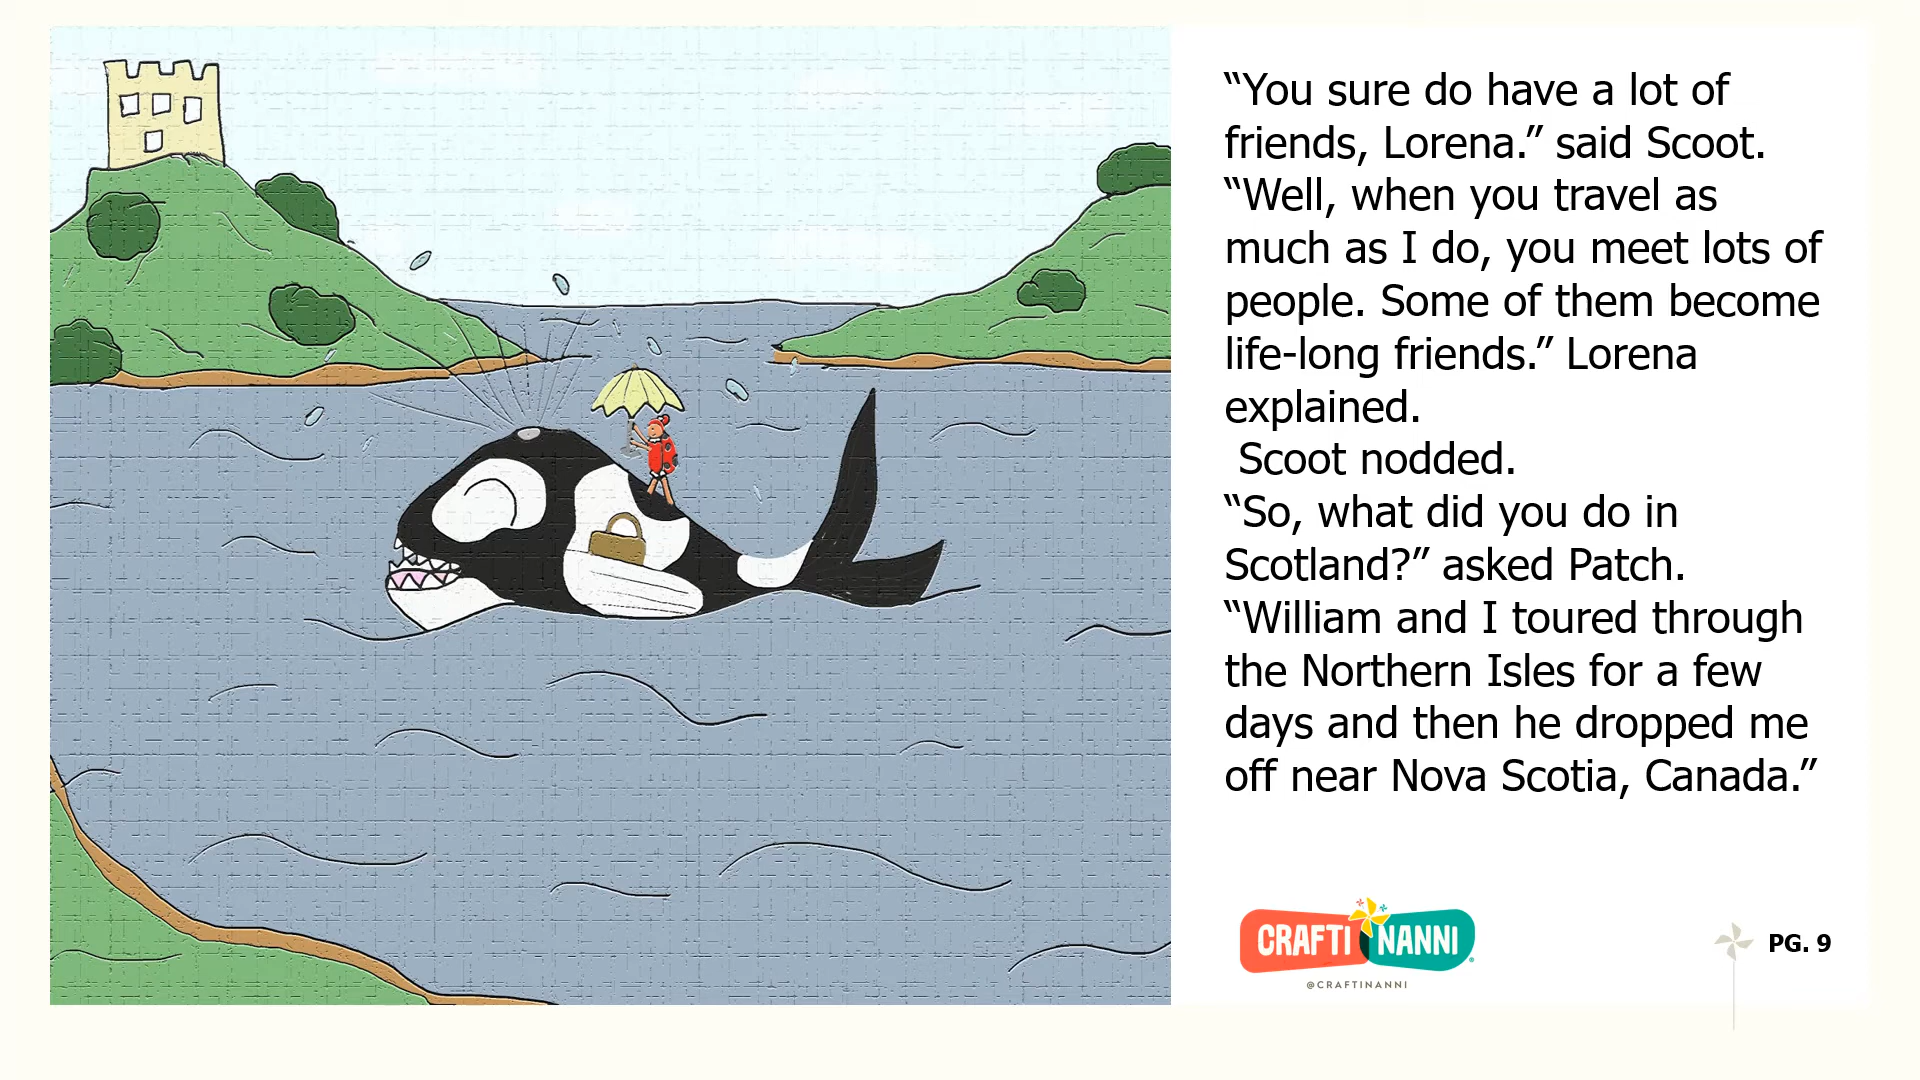 “You sure do have a lot of
friends, Lorena.” said Scoot.
“Well, when you travel as
much as I do, you meet lots of
people. Some of them become
life-long friends.” Lorena
explained.
Scoot nodded.
“So, what did you do in
Scotland?” asked Patch.
“William and I toured through
the Northern Isles for a few
days and then he dropped me
off near Nova Scotia, Canada.”
CRAFTI NANNI®
@CRAFTINANNI
PG. 9